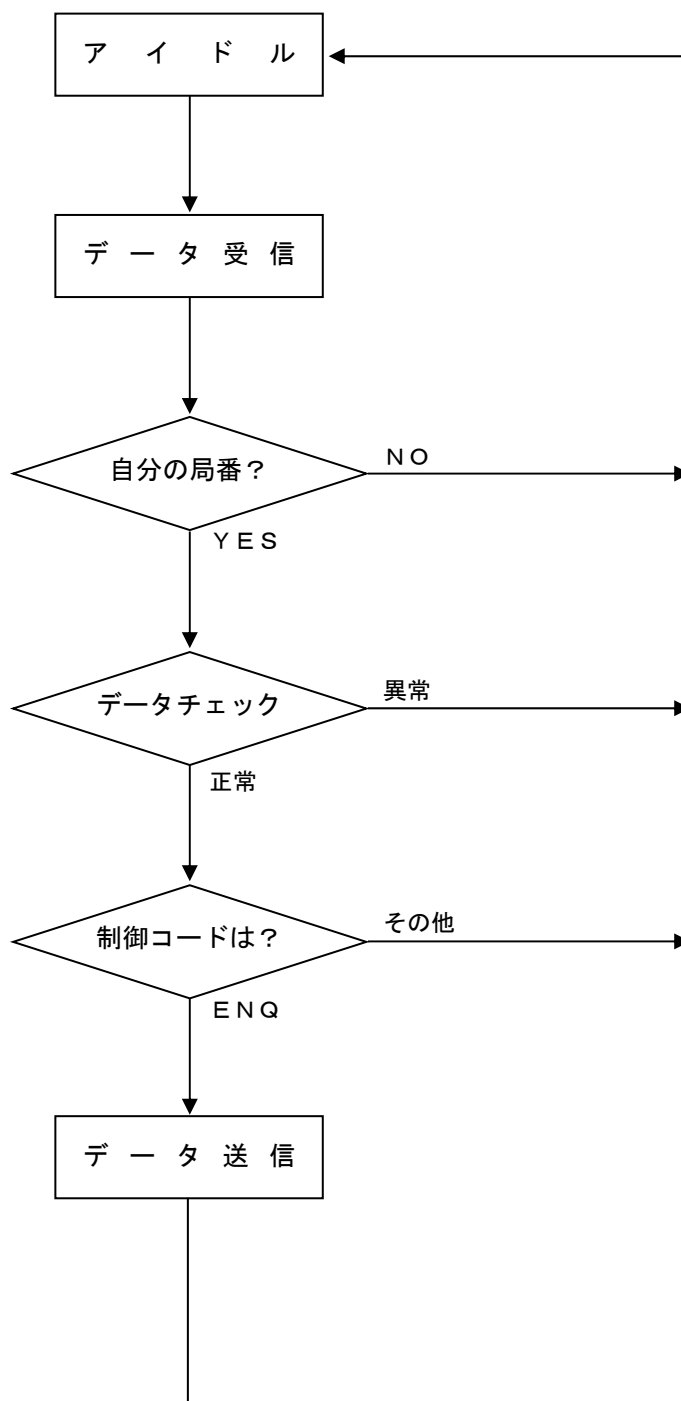 アイドル
データ受信
自分の局番？
NO
YES
データチェック
異常
正常
制御コードは？
その他
ENQ
データ送信